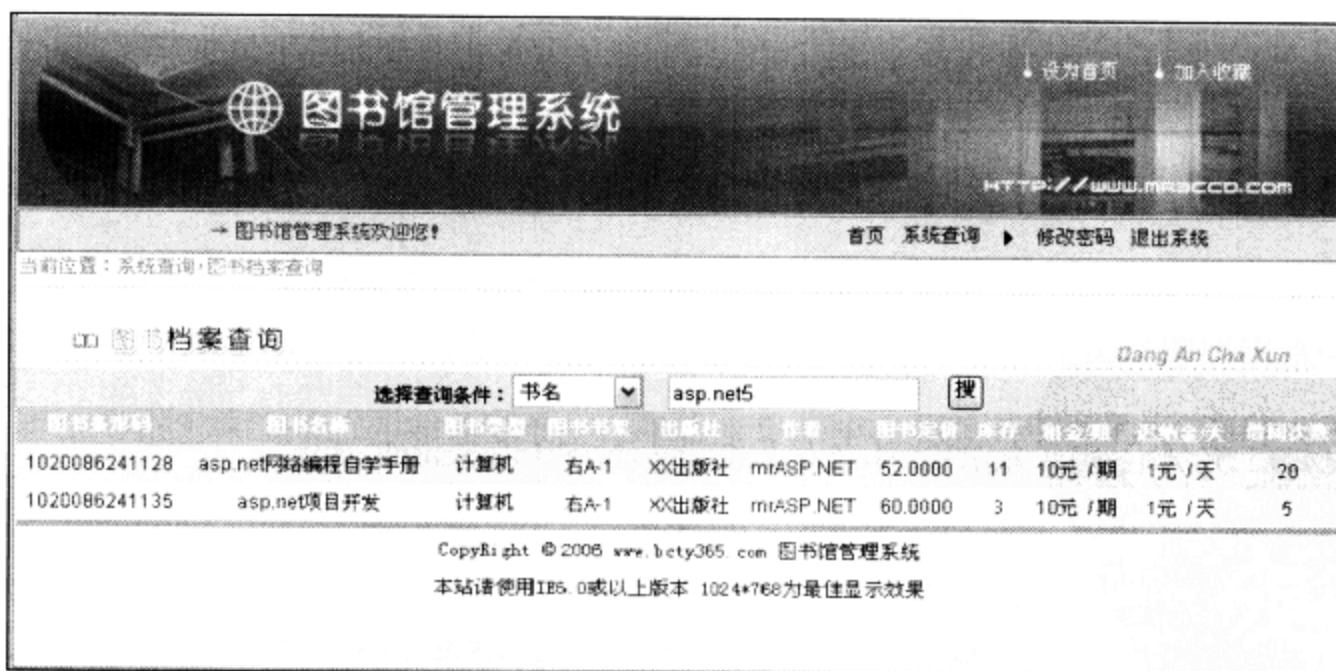 设为首页 加入收藏
图书馆管理系统
HTTP://WWW.MRBCCD.COM
→ 图书馆管理系统欢迎您!
首页 系统查询 ▶ 修改密码 退出系统
当前位置:系统查询>图书档案查询
图书档案查询
Dang An Cha Xun
选择查询条件: 书名 asp.net5 搜
图书条形码 图书名称 图书类型 图书书架 出版社 作者 图书定价 库存 租金/期 迟纳金/天 借阅次数
1020086241128 asp.net网络编程自学手册 计算机 右A-1 XX出版社 mrASP.NET 52.0000 11 10元 /期 1元 /天 20
1020086241135 asp.net项目开发 计算机 右A-1 XX出版社 mrASP.NET 60.0000 3 10元 /期 1元 /天 5
CopyRight © 2008 www.bcty365.com 图书馆管理系统
本站请使用IE6.0或以上版本 1024*768为最佳显示效果